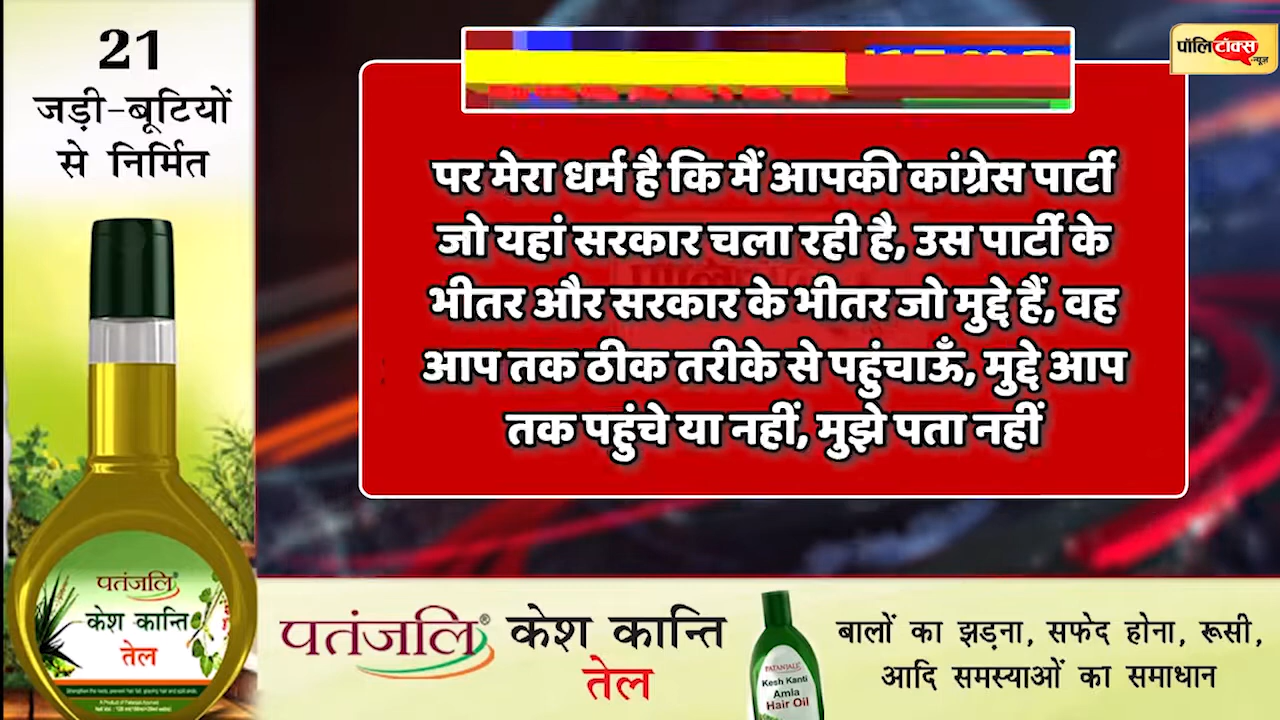 21
जड़ी-बूटियों
से निर्मित
पॉलिटॉक्स
न्यूज़
पर मेरा धर्म है कि मैं आपकी कांग्रेस पार्टी
जो यहां सरकार चला रही है, उस पार्टी के
भीतर और सरकार के भीतर जो मुद्दे हैं, वह
आप तक ठीक तरीके से पहुंचाऊँ, मुद्दे आप
तक पहुंचे या नहीं, मुझे पता नहीं
पतंजलि®
केश कान्ति
तेल
पतंजलि® केश कान्ति
तेल
PATANJALI
Kesh Kanti
Amla
Hair Oil
बालों का झड़ना, सफेद होना, रूसी,
आदि समस्याओं का समाधान